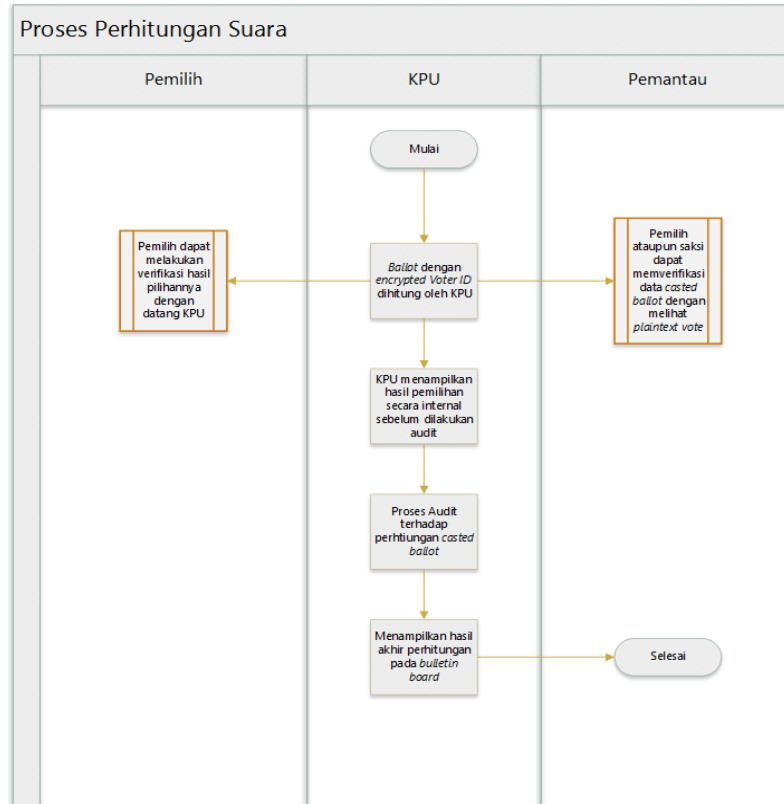 Proses Perhitungan Suara
Pemilih
KPU
Pemantau
Mulai
Pemilih dapat
melakukan
verifikasi hasil
pilihannya
dengan
datang KPU
Ballot dengan
encrypted Voter ID
dihitung oleh KPU
Pemilih
ataupun saksi
dapat
memverifikasi
data casted
ballot dengan
melihat
plaintext vote
KPU menampilkan
hasil pemilihan
secara internal
sebelum dilakukan
audit
Proses Audit
terhadap
perhtiungan casted
ballot
Menampilkan hasil
akhir perhitungan
pada bulletin
board
Selesai